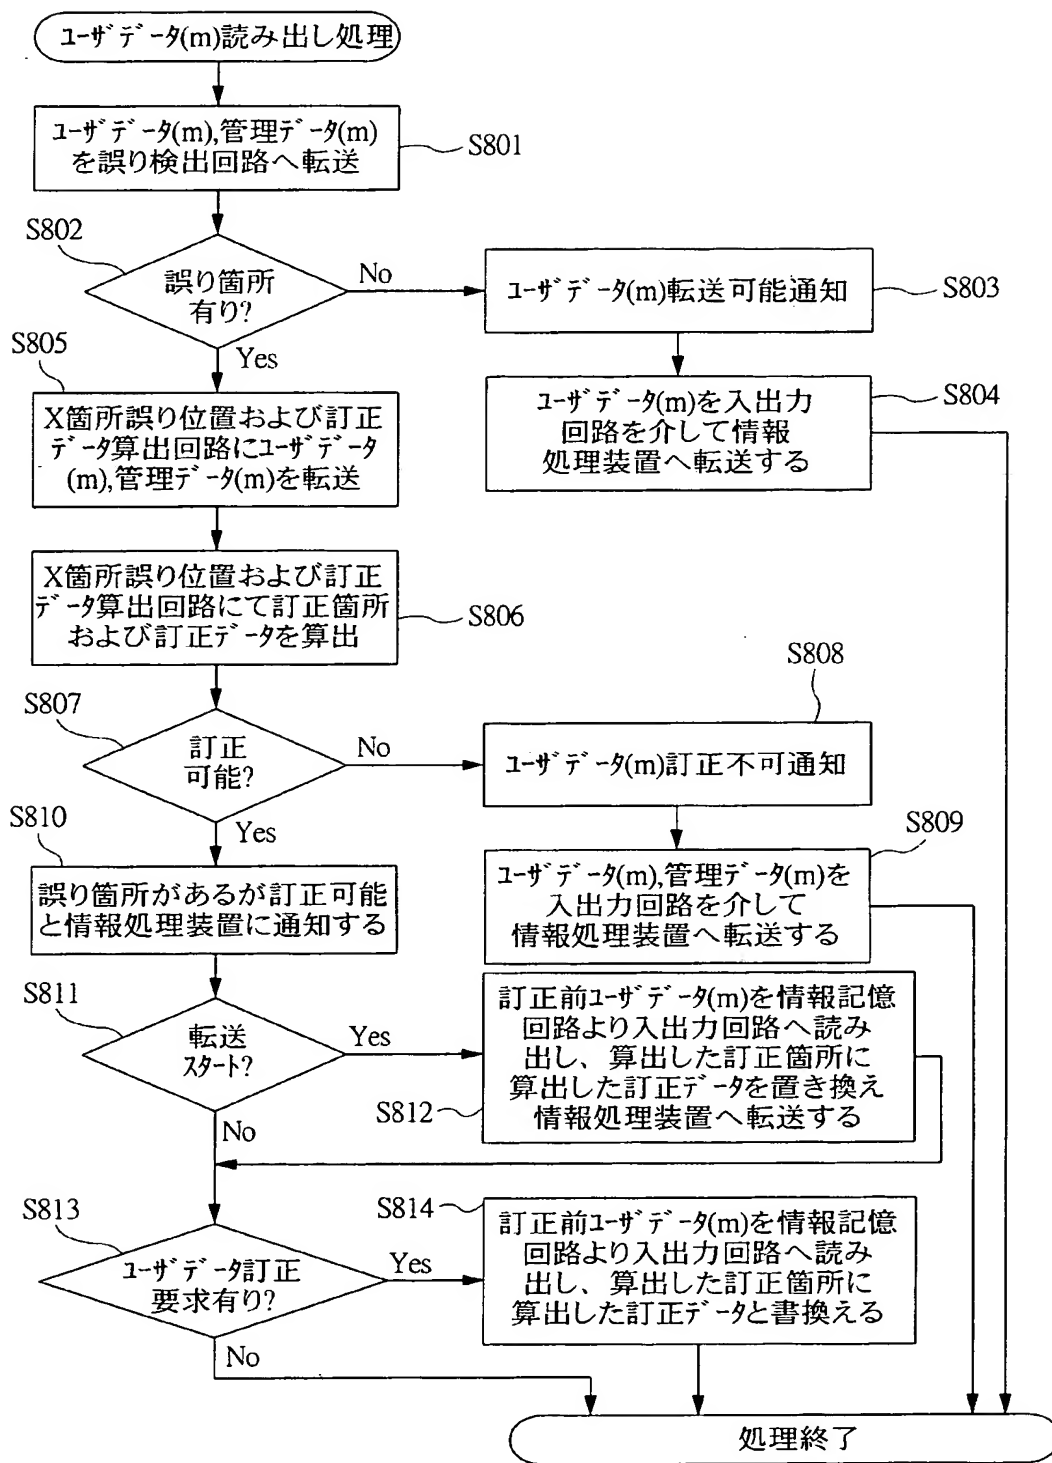 ﾕｰｻﾞﾃﾞｰﾀ(m)読み出し処理
ﾕｰｻﾞﾃﾞｰﾀ(m),管理ﾃﾞｰﾀ(m)
を誤り検出回路へ転送
S801
S802
誤り箇所
有り?
No
ﾕｰｻﾞﾃﾞｰﾀ(m)転送可能通知
S803
S805
Yes
ﾕｰｻﾞﾃﾞｰﾀ(m)を入出力
回路を介して情報
処理装置へ転送する
S804
X箇所誤り位置および訂正
ﾃﾞｰﾀ算出回路にﾕｰｻﾞﾃﾞｰﾀ
(m),管理ﾃﾞｰﾀ(m)を転送
X箇所誤り位置および訂正
ﾃﾞｰﾀ算出回路にて訂正箇所
および訂正ﾃﾞｰﾀを算出
S806
S807
訂正
可能?
No
S808
ﾕｰｻﾞﾃﾞｰﾀ(m)訂正不可通知
S810
Yes
S809
ﾕｰｻﾞﾃﾞｰﾀ(m),管理ﾃﾞｰﾀ(m)を
入出力回路を介して
情報処理装置へ転送する
誤り箇所があるが訂正可能
と情報処理装置に通知する
S811
転送
ｽﾀｰﾄ?
Yes
訂正前ﾕｰｻﾞﾃﾞｰﾀ(m)を情報記憶
回路より入出力回路へ読み
出し、算出した訂正箇所に
算出した訂正ﾃﾞｰﾀを置き換え
情報処理装置へ転送する
S812
No
S813
ﾕｰｻﾞﾃﾞｰﾀ訂正
要求有り?
Yes
S814
訂正前ﾕｰｻﾞﾃﾞｰﾀ(m)を情報記憶
回路より入出力回路へ読み
出し、算出した訂正箇所に
算出した訂正ﾃﾞｰﾀと書換える
No
処理終了